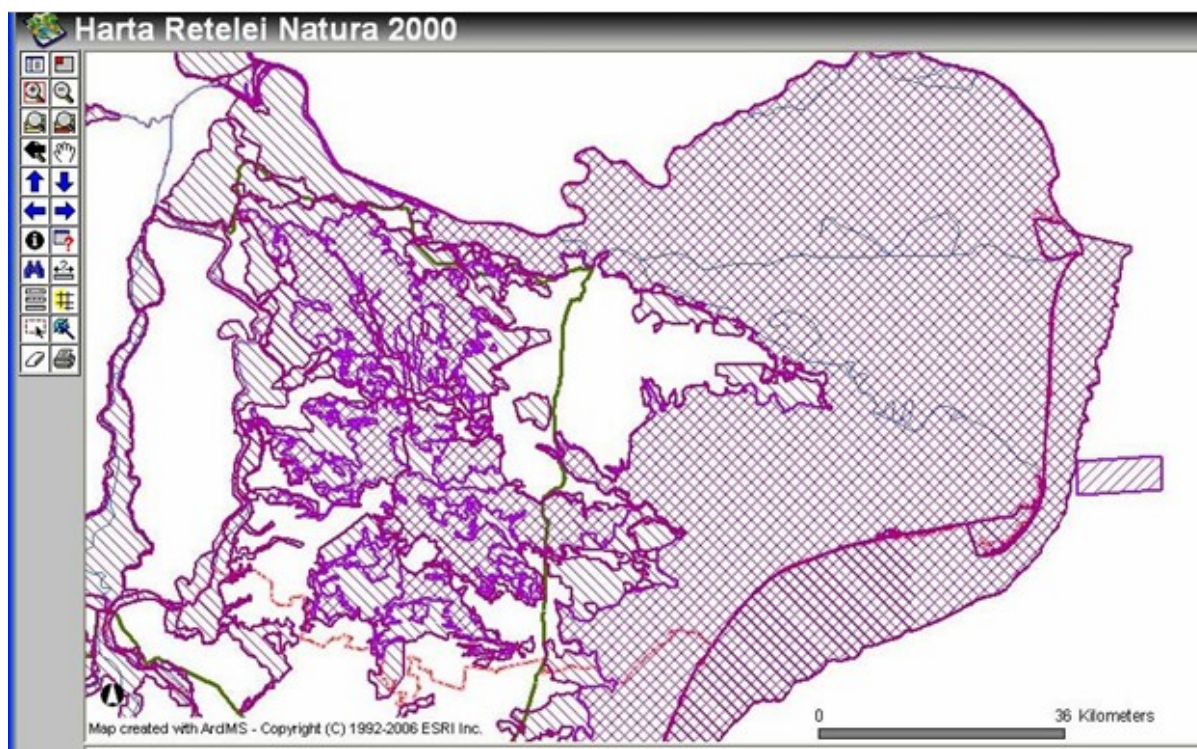 Harta Retelei Natura 2000
Map created with ArcIMS - Copyright (C) 1992-2006 ESRI Inc.
0 36 Kilometers